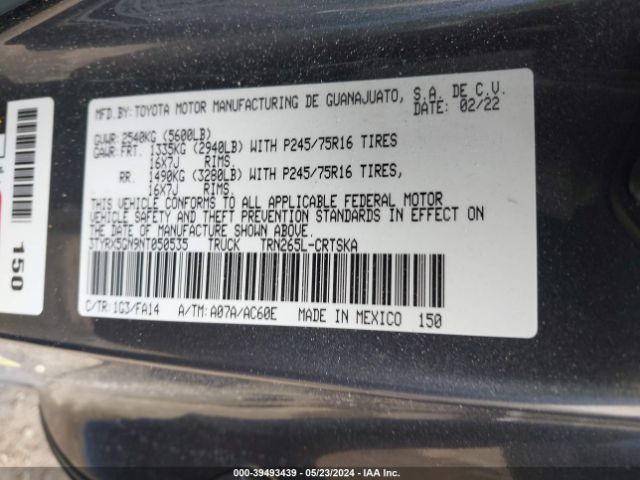 MFD.BY:TOYOTA MOTOR MANUFACTURING DE GUANAJUATO, S.A. DE C.V.
DATE: 02/22
GVWR:2540KG (5600LB)
GAWR:FRT. 1335KG (2940LB) WITH P245/75R16 TIRES
16X7J RIMS,
RR. 1490KG (3280LB) WITH P245/75R16 TIRES,
16X7J RIMS.
THIS VEHICLE CONFORMS TO ALL APPLICABLE FEDERAL MOTOR
VEHICLE SAFETY AND THEFT PREVENTION STANDARDS IN EFFECT ON
THE DATE OF MANUFACTURE SHOWN ABOVE.
3TYRX5GN9NT050535 TRUCK TRN265L-CRTSKA
C/TR:1G3/FA14 A/TM:A07A/AC60E MADE IN MEXICO 150
150
000-39493439 - 05/23/2024 - IAA Inc.